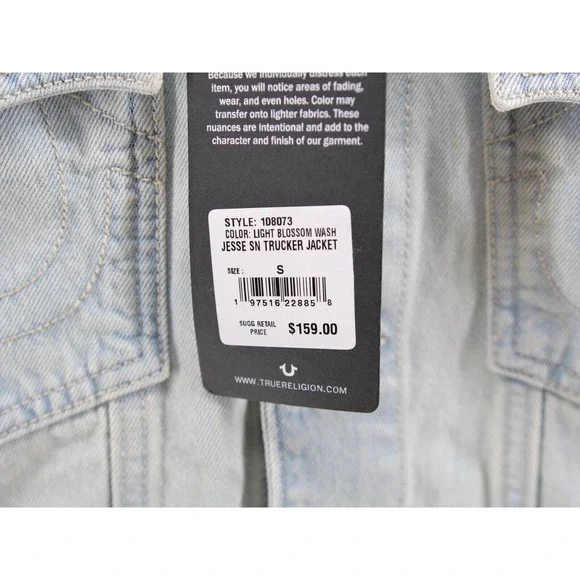 Because we individually distress each
item, you will notice areas of fading,
wear, and even holes. Color may
transfer onto lighter fabrics. These
nuances are intentional and add to the
character and finish of our garment.
STYLE: 108073
COLOR: LIGHT BLOSSOM WASH
JESSE SN TRUCKER JACKET
SIZE: S
1 97516 22885 8
SUGG RETAIL
PRICE $159.00
WWW.TRUERELIGION.COM